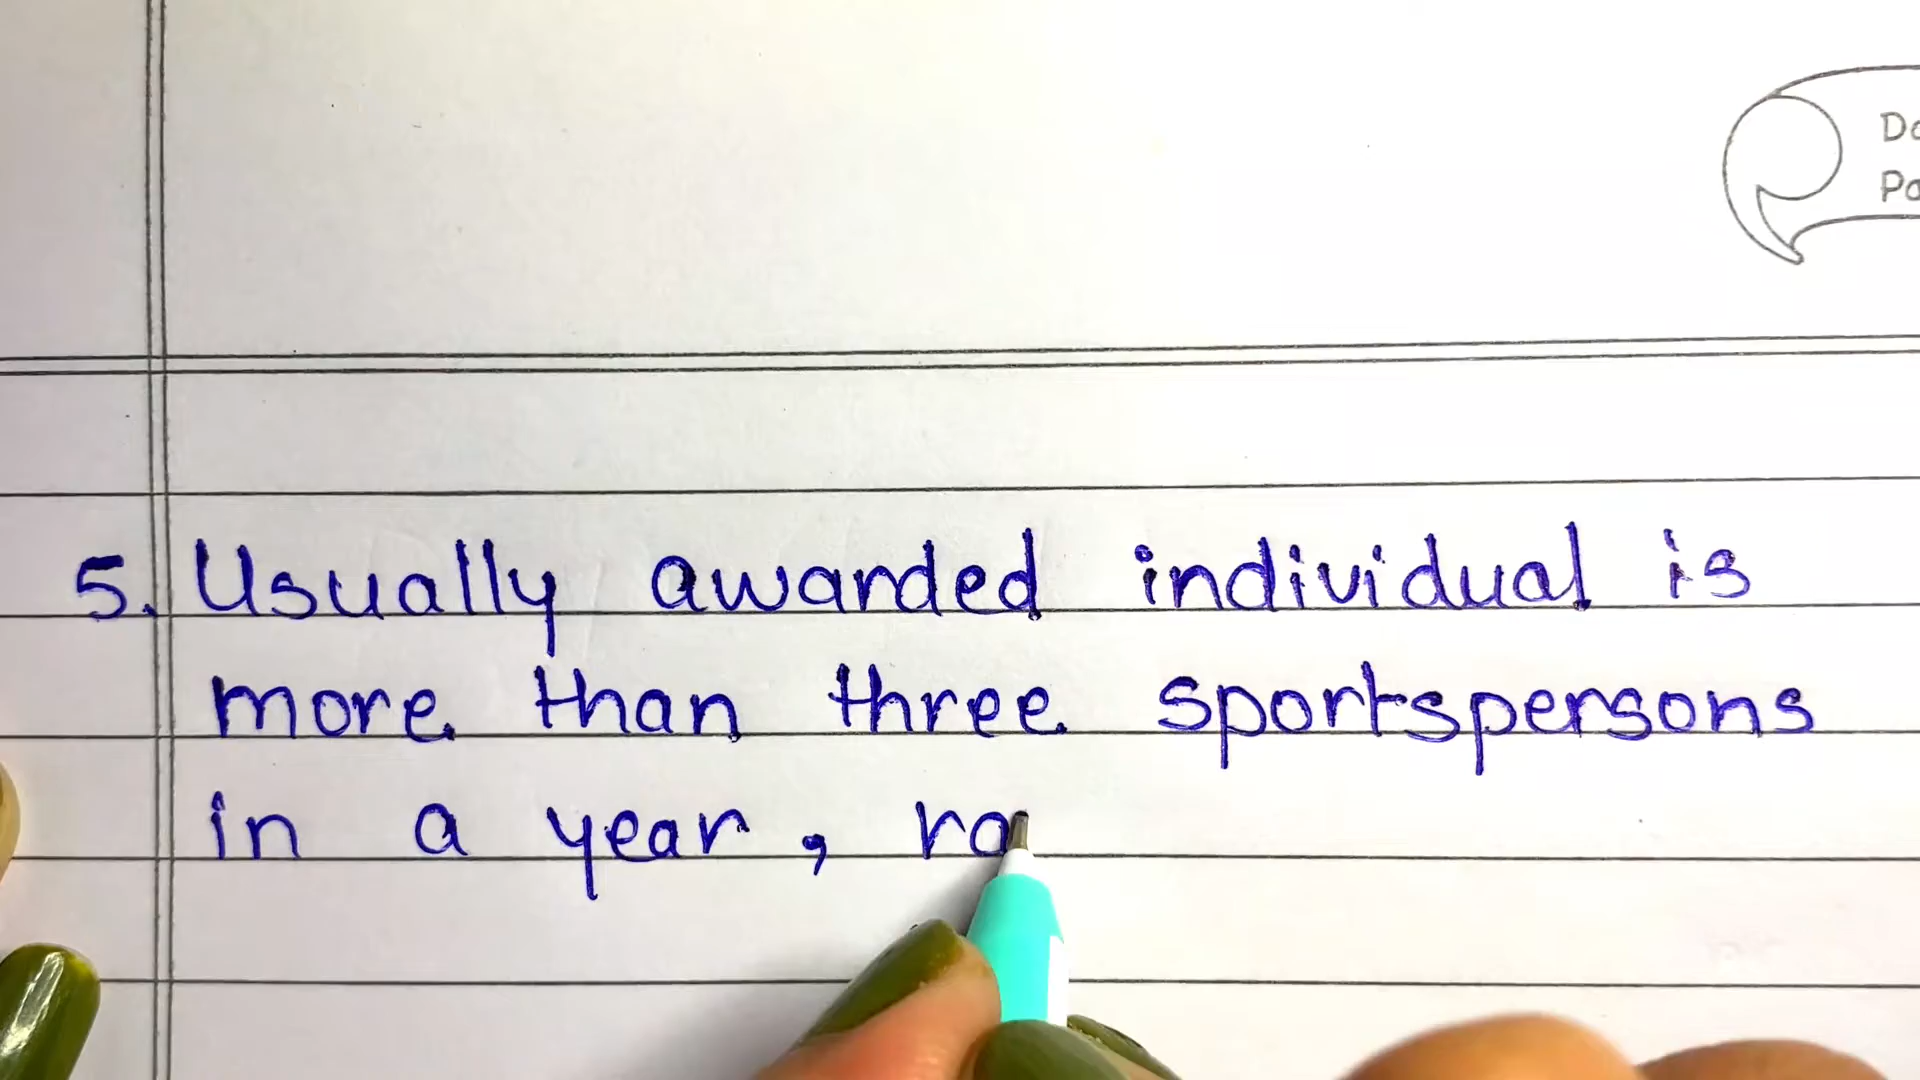 5. Usually awarded individual is
more than three sportspersons
in a year, ra